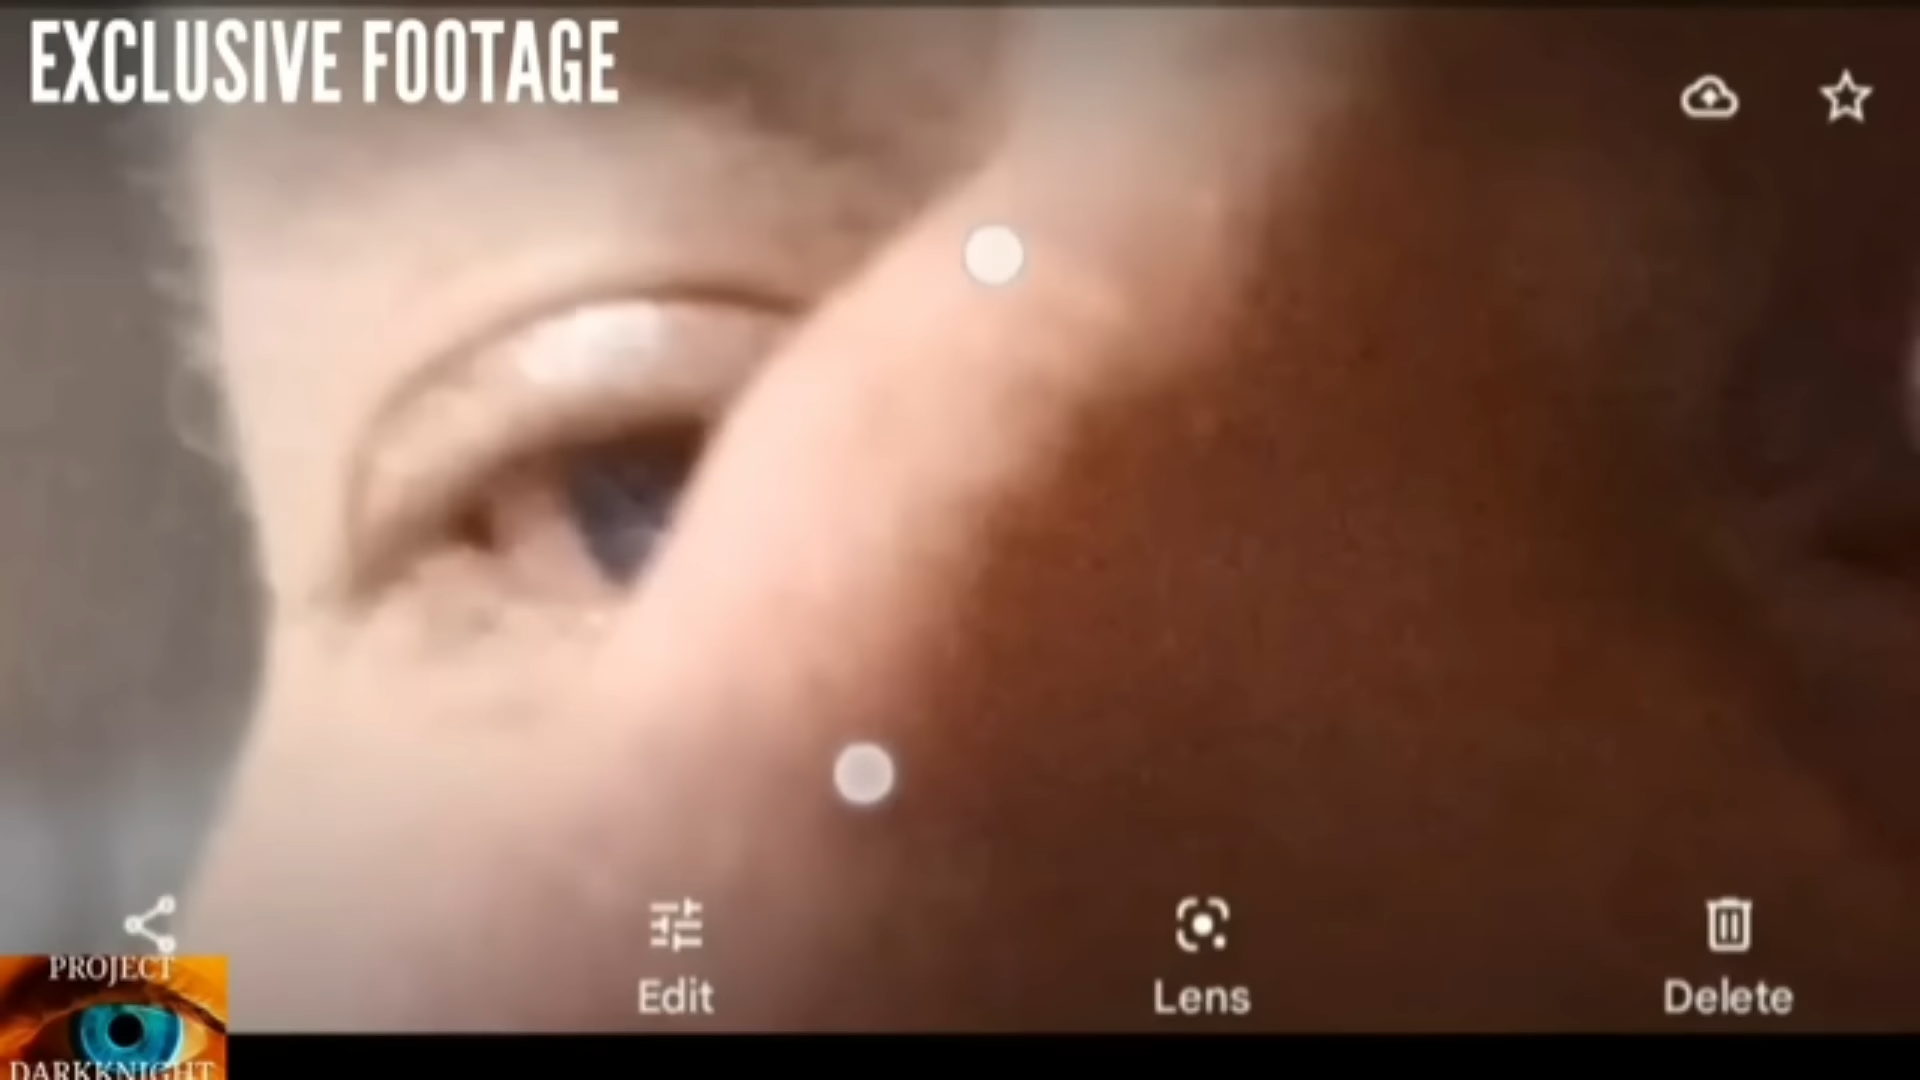 EXCLUSIVE FOOTAGE
Edit
Lens
Delete
PROJECT
DARKKNIGHT